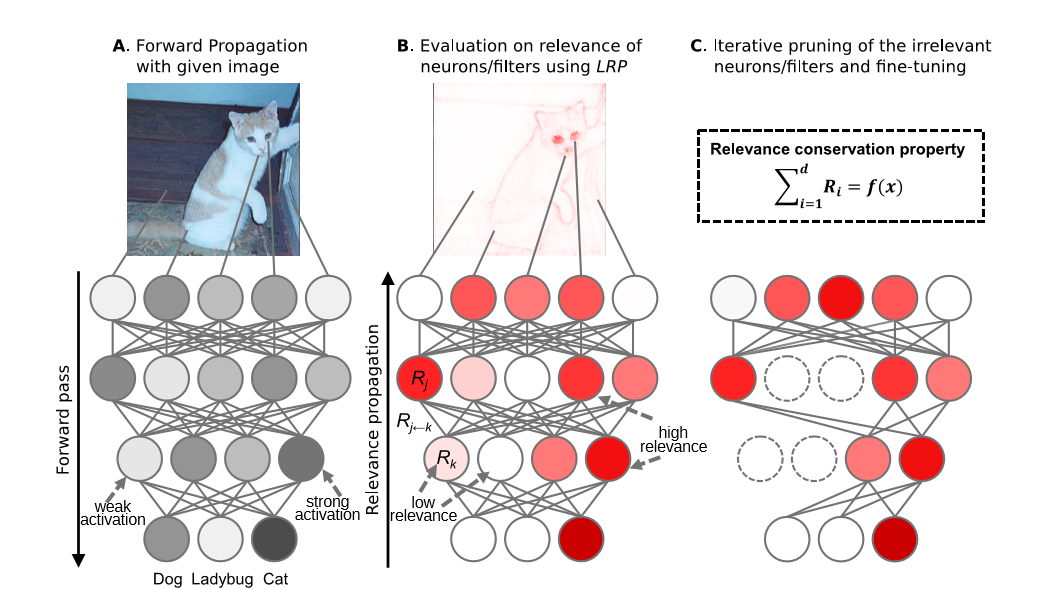 A. Forward Propagation
with given image
B. Evaluation on relevance of
neurons/filters using LRP
C. Iterative pruning of the irrelevant
neurons/filters and fine-tuning
Relevance conservation property
∑_{i=1}^{d} R_i = f(x)
Forward pass
weak
activation
strong
activation
Dog Ladybug Cat
Relevance propagation
R_j
R_{j←k}
R_k
high
relevance
low
relevance